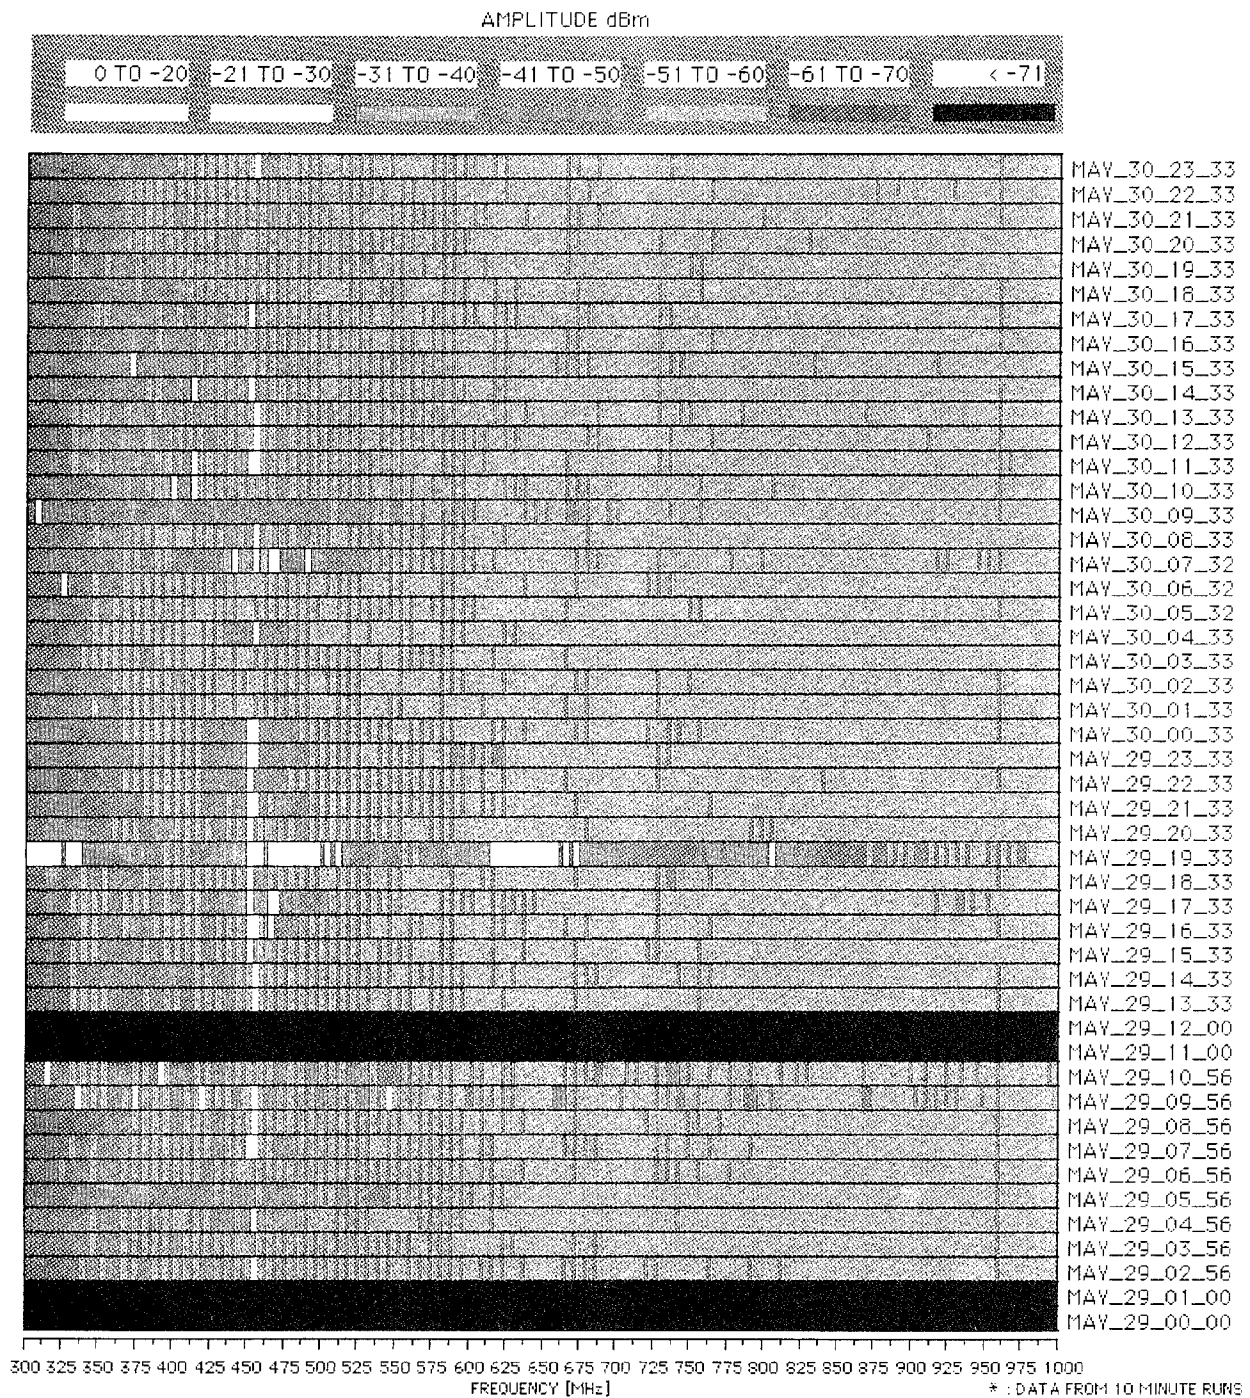 AMPLITUDE dBm
0 TO -20 -21 TO -30 -31 TO -40 -41 TO -50 -51 TO -60 -61 TO -70 < -71
MAY_30_23_33
MAY_30_22_33
MAY_30_21_33
MAY_30_20_33
MAY_30_19_33
MAY_30_18_33
MAY_30_17_33
MAY_30_16_33
MAY_30_15_33
MAY_30_14_33
MAY_30_13_33
MAY_30_12_33
MAY_30_11_33
MAY_30_10_33
MAY_30_09_33
MAY_30_08_33
MAY_30_07_32
MAY_30_06_32
MAY_30_05_32
MAY_30_04_33
MAY_30_03_33
MAY_30_02_33
MAY_30_01_33
MAY_30_00_33
MAY_29_23_33
MAY_29_22_33
MAY_29_21_33
MAY_29_20_33
MAY_29_19_33
MAY_29_18_33
MAY_29_17_33
MAY_29_16_33
MAY_29_15_33
MAY_29_14_33
MAY_29_13_33
MAY_29_12_00
MAY_29_11_00
MAY_29_10_56
MAY_29_09_56
MAY_29_08_56
MAY_29_07_56
MAY_29_06_56
MAY_29_05_56
MAY_29_04_56
MAY_29_03_56
MAY_29_02_56
MAY_29_01_00
MAY_29_00_00
300 325 350 375 400 425 450 475 500 525 550 575 600 625 650 675 700 725 750 775 800 825 850 875 900 925 950 975 1000
FREQUENCY [MHz]
* : DATA FROM 10 MINUTE RUNS